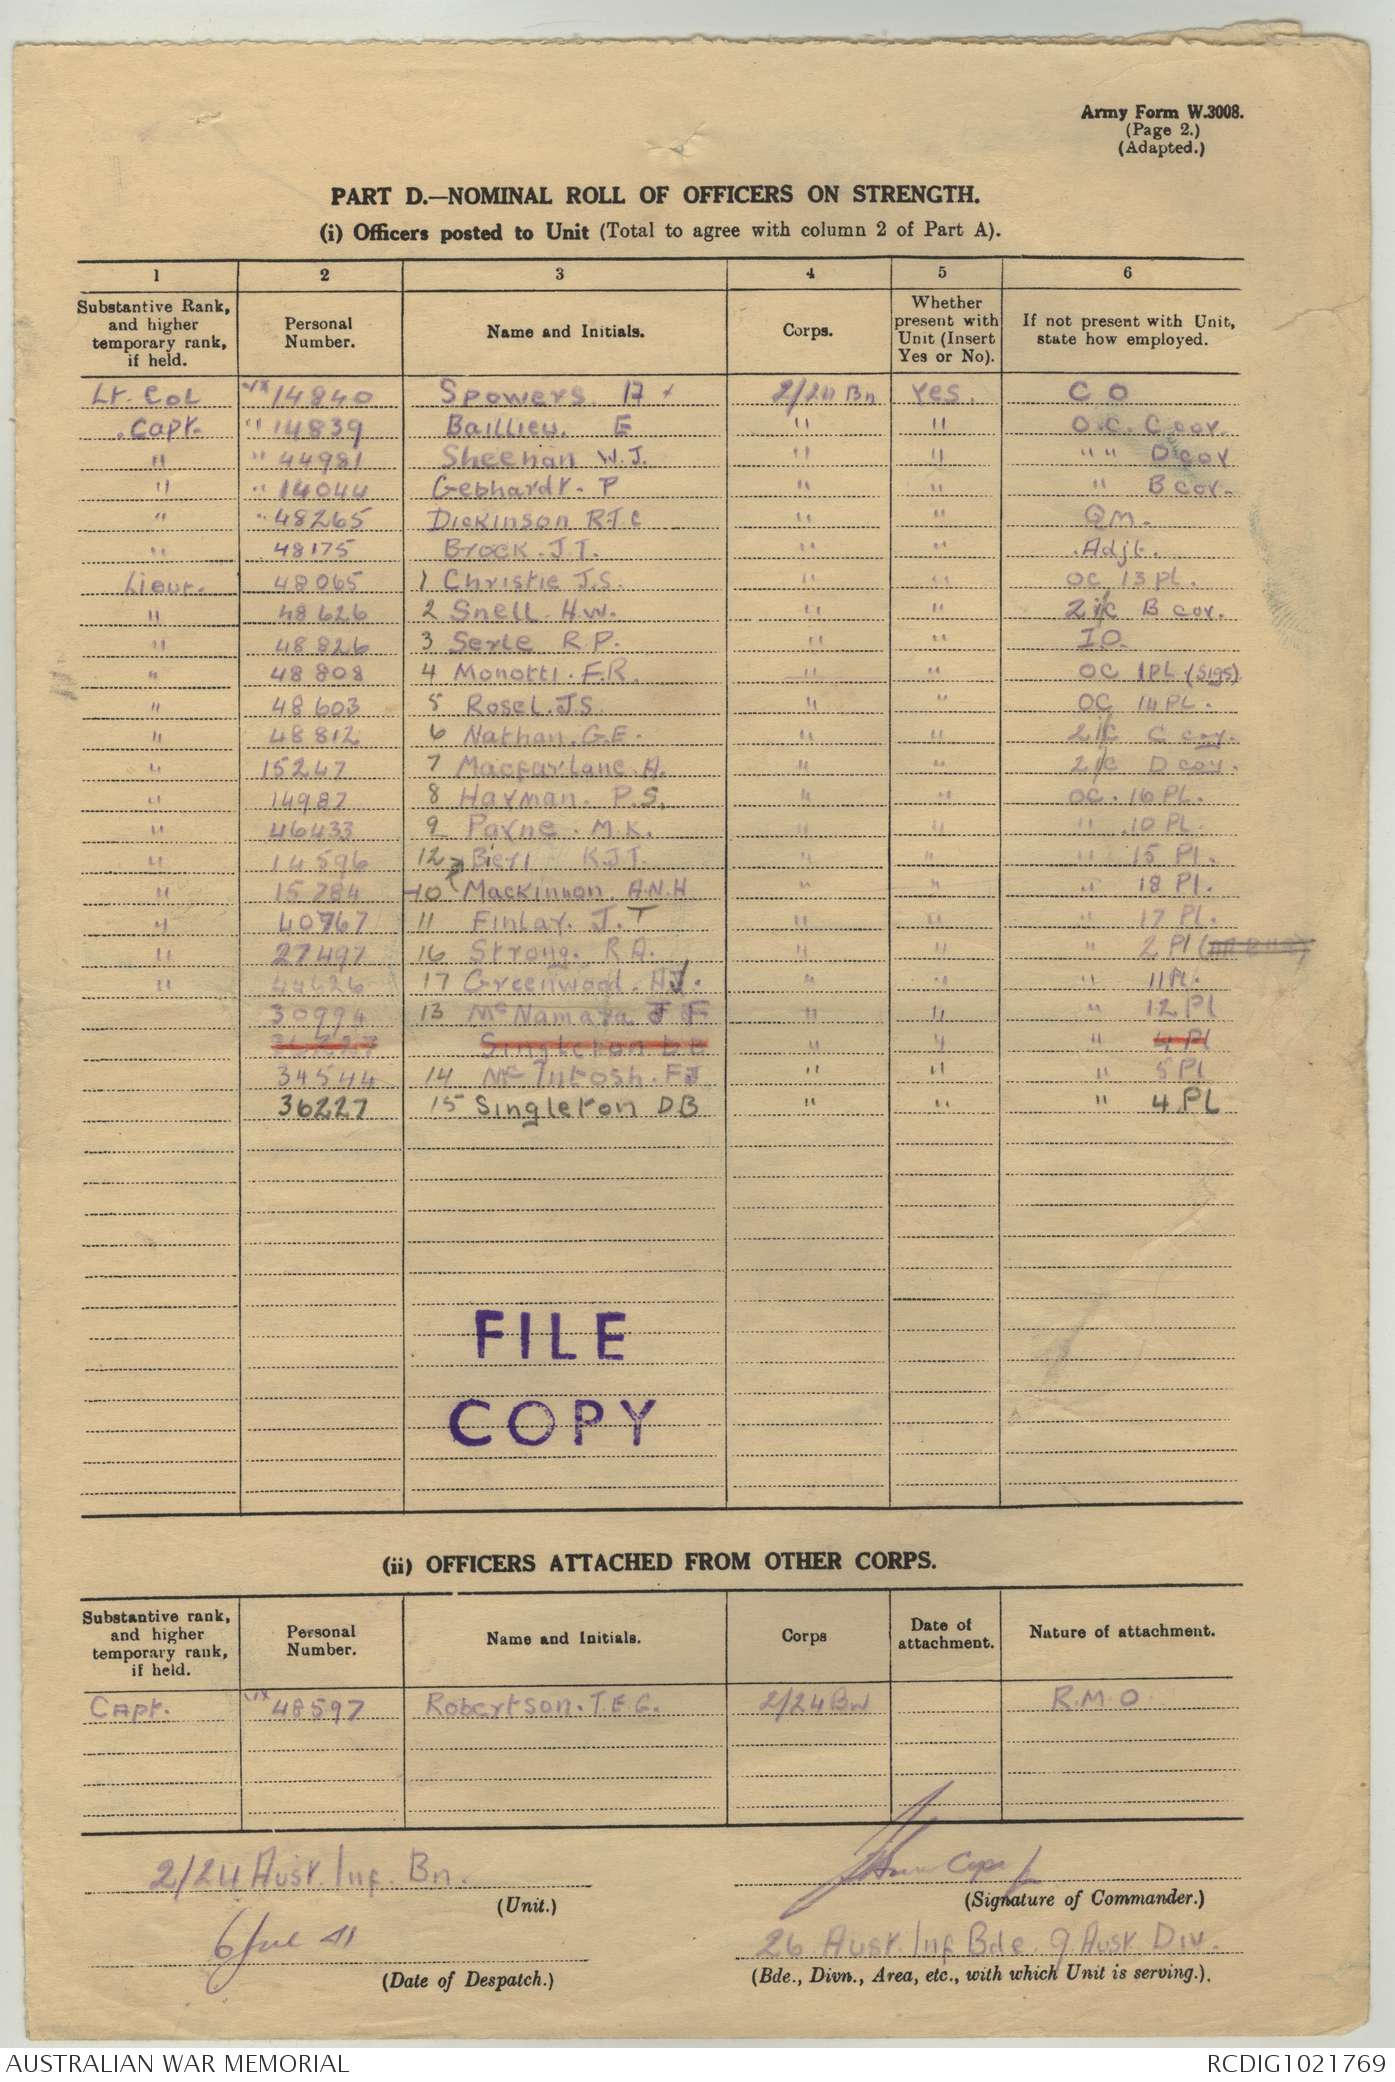 Army Form W.3008.
(Page 2.)
(Adapted.)
PART D.—NOMINAL ROLL OF OFFICERS ON STRENGTH.
(i) Officers posted to Unit (Total to agree with column 2 of Part A).
1 2 3 4 5 6
Substantive Rank, and higher temporary rank, if held. Personal Number. Name and Initials. Corps. Whether present with Unit (Insert Yes or No). If not present with Unit, state how employed.
Lt. Col VX 14840 Spowers A 2/24 Bn Yes. C O
Capt. " 14839 Baillieu. E " " O.C. C coy.
" " 44981 Sheehan W.J. " " " " D coy
" " 14044 Gebhardt. P " " " B coy.
" " 48265 Dickinson R.T.C " " QM.
" 48175 Brock. J.T. " " Adjt.
Lieut. 48065 1 Christie J.S. " " OC 13 PL.
" 48626 2 Snell. H.W. " " 2i/c B coy.
" 48826 3 Serle R.P. " " I.O.
" 48808 4 Monotti. F.R. " " OC 1 PL (Sigs)
" 48603 5 Rosel. J.S. " " OC 14 PL.
" 48812 6 Nathan. G.E. " " 2i/c C coy.
" 15247 7 Macfarlane. A. " " 2i/c D coy.
" 14987 8 Hayman. P.S. " " OC. 16 PL.
" 46433 9 Payne. M.K. " " " 10 PL.
" 14596 12 Bieri K.J.T. " " " 15 Pl.
" 15284 10 Mackinnon. A.N.H " " " 18 Pl.
" 40767 11 Finlay. J.T " " " 17 Pl.
" 27497 16 Strong. R.A. " " " 2 Pl
" 17 Greenwood. H.J. " " " 11 Pl.
30994 13 McNamara J F " " " 12 Pl
Singleton " " " 4 Pl
34544 14 McIntosh. F.J " " " 5 Pl
36227 15 Singleton D B " " " 4 PL
FILE
COPY
(ii) OFFICERS ATTACHED FROM OTHER CORPS.
Substantive rank, and higher temporary rank, if held. Personal Number. Name and Initials. Corps Date of attachment. Nature of attachment.
Capt. VX 48597 Robertson. T.E.G. 2/24 Bn R.M.O
2/24 Aust. Inf. Bn.
(Unit.)
(Signature of Commander.)
6 Jul 41
(Date of Despatch.)
26 Aust. Inf Bde 9 Aust. Div.
(Bde., Divn., Area, etc., with which Unit is serving.).
AUSTRALIAN WAR MEMORIAL RCDIG1021769